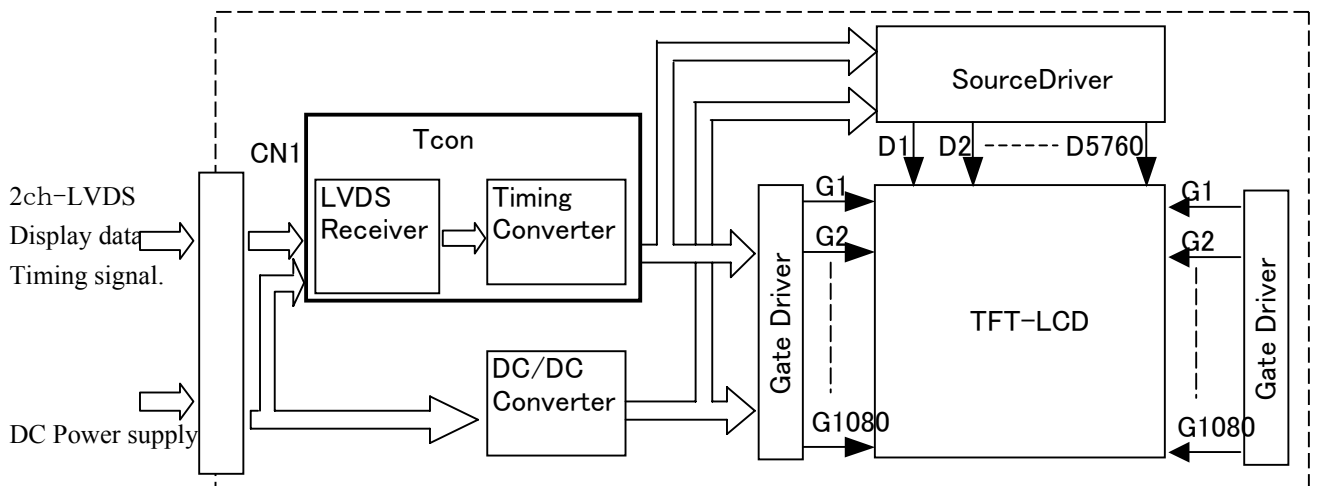 SourceDriver
Tcon
CN1
D1 D2 D5760
2ch-LVDS
Display data
Timing signal.
LVDS
Receiver
Timing
Converter
G1
G2
G1080
Gate Driver
TFT-LCD
G1
G2
G1080
Gate Driver
DC/DC
Converter
DC Power supply